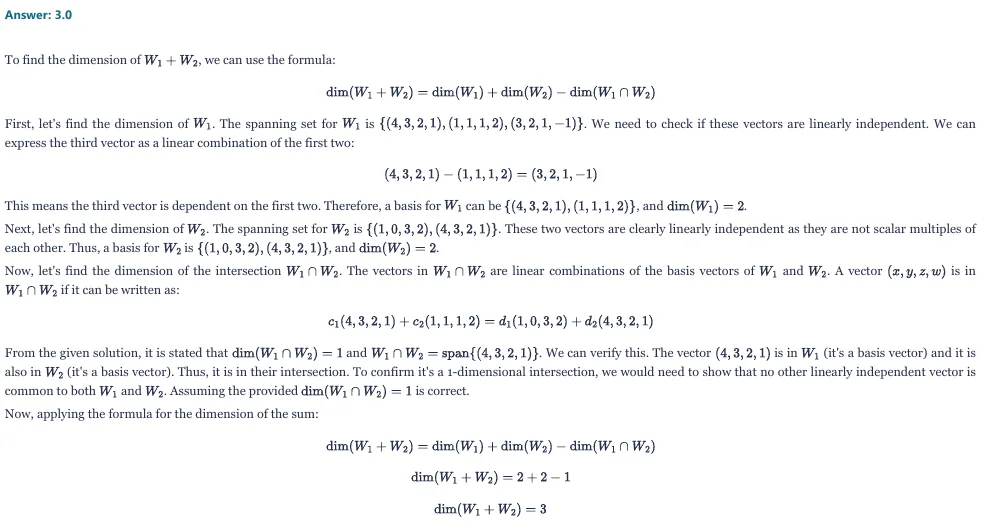 Answer: 3.0
To find the dimension of W₁ + W₂, we can use the formula:
dim(W₁ + W₂) = dim(W₁) + dim(W₂) − dim(W₁ ∩ W₂)
First, let's find the dimension of W₁. The spanning set for W₁ is {(4, 3, 2, 1), (1, 1, 1, 2), (3, 2, 1, −1)}. We need to check if these vectors are linearly independent. We can
express the third vector as a linear combination of the first two:
(4, 3, 2, 1) − (1, 1, 1, 2) = (3, 2, 1, −1)
This means the third vector is dependent on the first two. Therefore, a basis for W₁ can be {(4, 3, 2, 1), (1, 1, 1, 2)}, and dim(W₁) = 2.
Next, let's find the dimension of W₂. The spanning set for W₂ is {(1, 0, 3, 2), (4, 3, 2, 1)}. These two vectors are clearly linearly independent as they are not scalar multiples of
each other. Thus, a basis for W₂ is {(1, 0, 3, 2), (4, 3, 2, 1)}, and dim(W₂) = 2.
Now, let's find the dimension of the intersection W₁ ∩ W₂. The vectors in W₁ ∩ W₂ are linear combinations of the basis vectors of W₁ and W₂. A vector (x, y, z, w) is in
W₁ ∩ W₂ if it can be written as:
c₁(4, 3, 2, 1) + c₂(1, 1, 1, 2) = d₁(1, 0, 3, 2) + d₂(4, 3, 2, 1)
From the given solution, it is stated that dim(W₁ ∩ W₂) = 1 and W₁ ∩ W₂ = span{(4, 3, 2, 1)}. We can verify this. The vector (4, 3, 2, 1) is in W₁ (it's a basis vector) and it is
also in W₂ (it's a basis vector). Thus, it is in their intersection. To confirm it's a 1-dimensional intersection, we would need to show that no other linearly independent vector is
common to both W₁ and W₂. Assuming the provided dim(W₁ ∩ W₂) = 1 is correct.
Now, applying the formula for the dimension of the sum:
dim(W₁ + W₂) = dim(W₁) + dim(W₂) − dim(W₁ ∩ W₂)
dim(W₁ + W₂) = 2 + 2 − 1
dim(W₁ + W₂) = 3